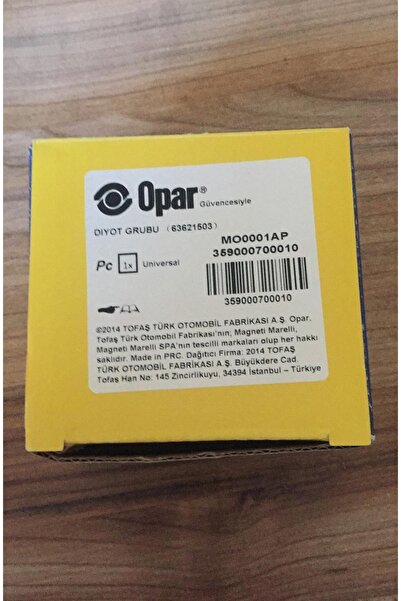 Opar® Güvencesiyle
DIYOT GRUBU (63621503)
MO0001AP
359000700010
Pc 1x Universal
359000700010
©2014 TOFAŞ TÜRK OTOMOBİL FABRİKASI A.Ş. Opar.
Tofaş Türk Otomobil Fabrikası'nın; Magneti Marelli,
Magneti Marelli SPA'nın tescilli markaları olup her hakkı
saklıdır. Made in PRC. Dağıtıcı Firma: 2014 TOFAŞ
TÜRK OTOMOBİL FABRİKASI A.Ş. Büyükdere Cad.
Tofaş Han No: 145 Zincirlikuyu, 34394 İstanbul – Türkiye